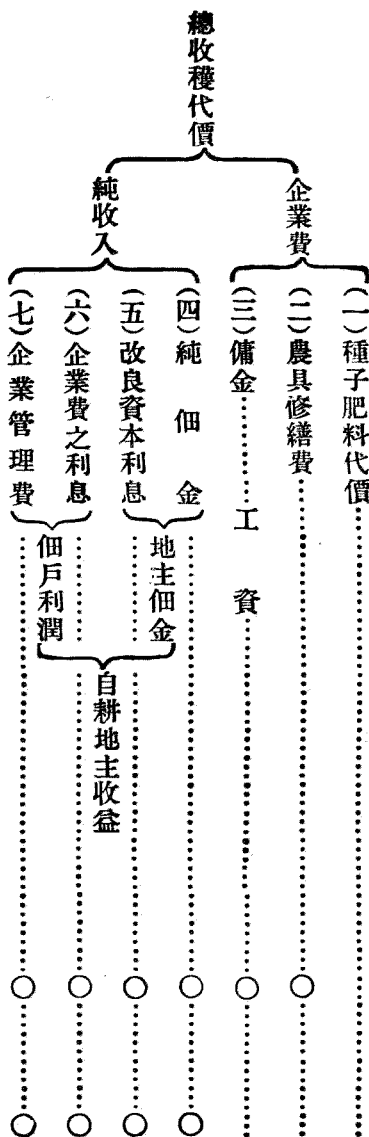 總收穫代價
企業費
(一)種子肥料代價
(二)農具修繕費 ○
(三)傭金 工資 ○
純收入
(四)純佃金 ○ ○
(五)改良資本利息 ○ ○
地主佃金
(六)企業費之利息 ○ ○
(七)企業管理費 ○ ○
佃戶利潤
自耕地主收益